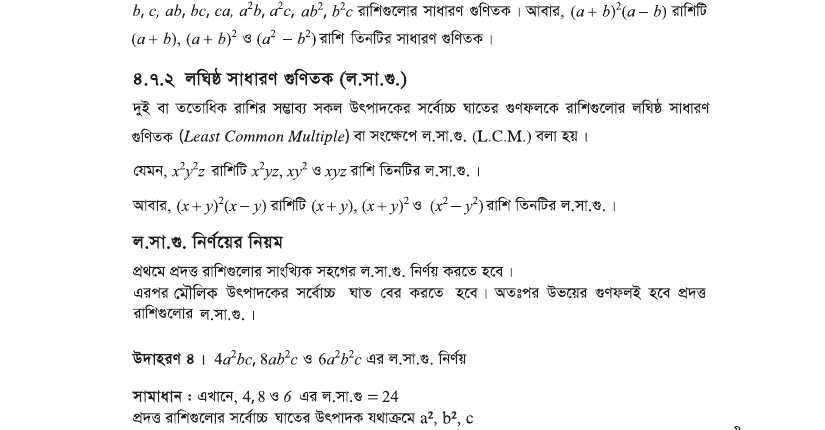 b, c, ab, bc, ca, a²b, a²c, ab², b²c রাশিগুলোর সাধারণ গুণিতক। আবার, (a + b)²(a − b) রাশিটি
(a + b), (a + b)² ও (a² − b²) রাশি তিনটির সাধারণ গুণিতক।
৪.৭.২ লঘিষ্ঠ সাধারণ গুণিতক (ল.সা.গু.)
দুই বা ততোধিক রাশির সম্ভাব্য সকল উৎপাদকের সর্বোচ্চ ঘাতের গুণফলকে রাশিগুলোর লঘিষ্ঠ সাধারণ
গুণিতক (Least Common Multiple) বা সংক্ষেপে ল.সা.গু. (L.C.M.) বলা হয়।
যেমন, x²y²z রাশিটি x²yz, xy² ও xyz রাশি তিনটির ল.সা.গু.।
আবার, (x + y)²(x − y) রাশিটি (x + y), (x + y)² ও (x² − y²) রাশি তিনটির ল.সা.গু.।
ল.সা.গু. নির্ণয়ের নিয়ম
প্রথমে প্রদত্ত রাশিগুলোর সাংখ্যিক সহগের ল.সা.গু. নির্ণয় করতে হবে।
এরপর মৌলিক উৎপাদকের সর্বোচ্চ ঘাত বের করতে হবে। অতঃপর উভয়ের গুণফলই হবে প্রদত্ত
রাশিগুলোর ল.সা.গু.।
উদাহরণ ৪। 4a²bc, 8ab²c ও 6a²b²c এর ল.সা.গু. নির্ণয়
সামাধান : এখানে, 4, 8 ও 6 এর ল.সা.গু = 24
প্রদত্ত রাশিগুলোর সর্বোচ্চ ঘাতের উৎপাদক যথাক্রমে a², b², c